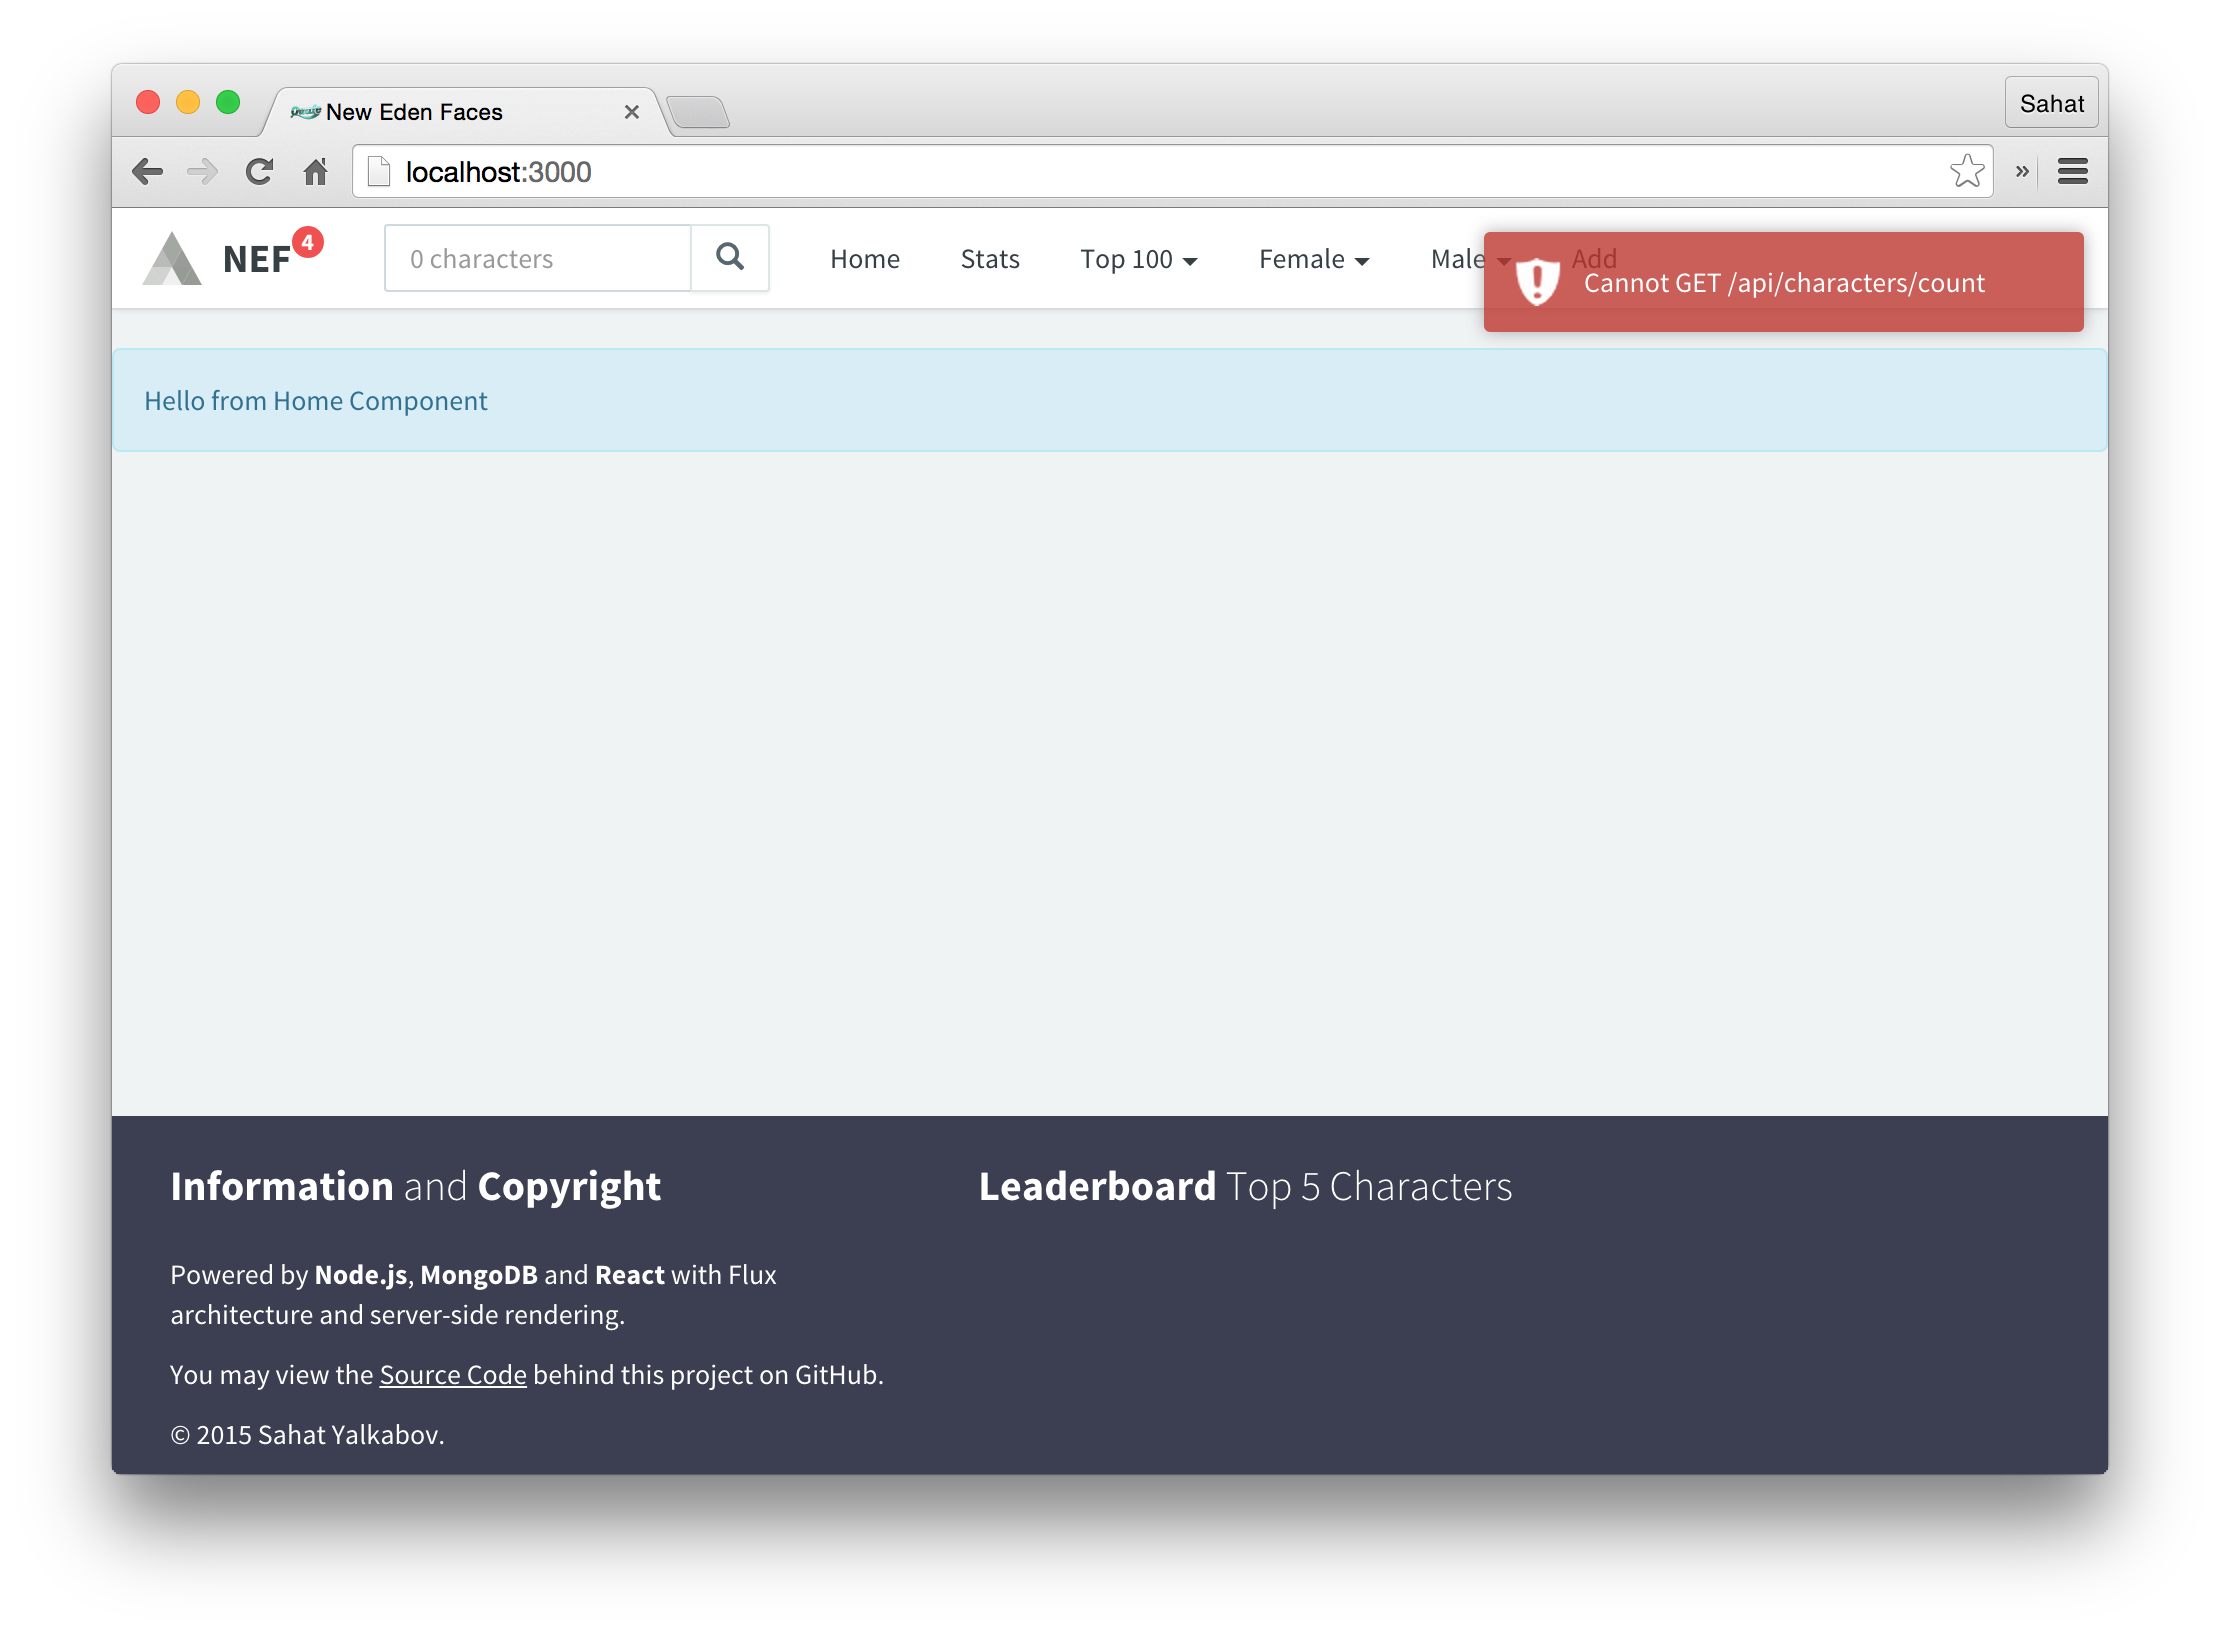 New Eden Faces
Sahat
localhost:3000
NEF 4
0 characters
Home Stats Top 100 Female Male Add
Cannot GET /api/characters/count
Hello from Home Component
Information and Copyright
Powered by Node.js, MongoDB and React with Flux
architecture and server-side rendering.
You may view the Source Code behind this project on GitHub.
© 2015 Sahat Yalkabov.
Leaderboard Top 5 Characters